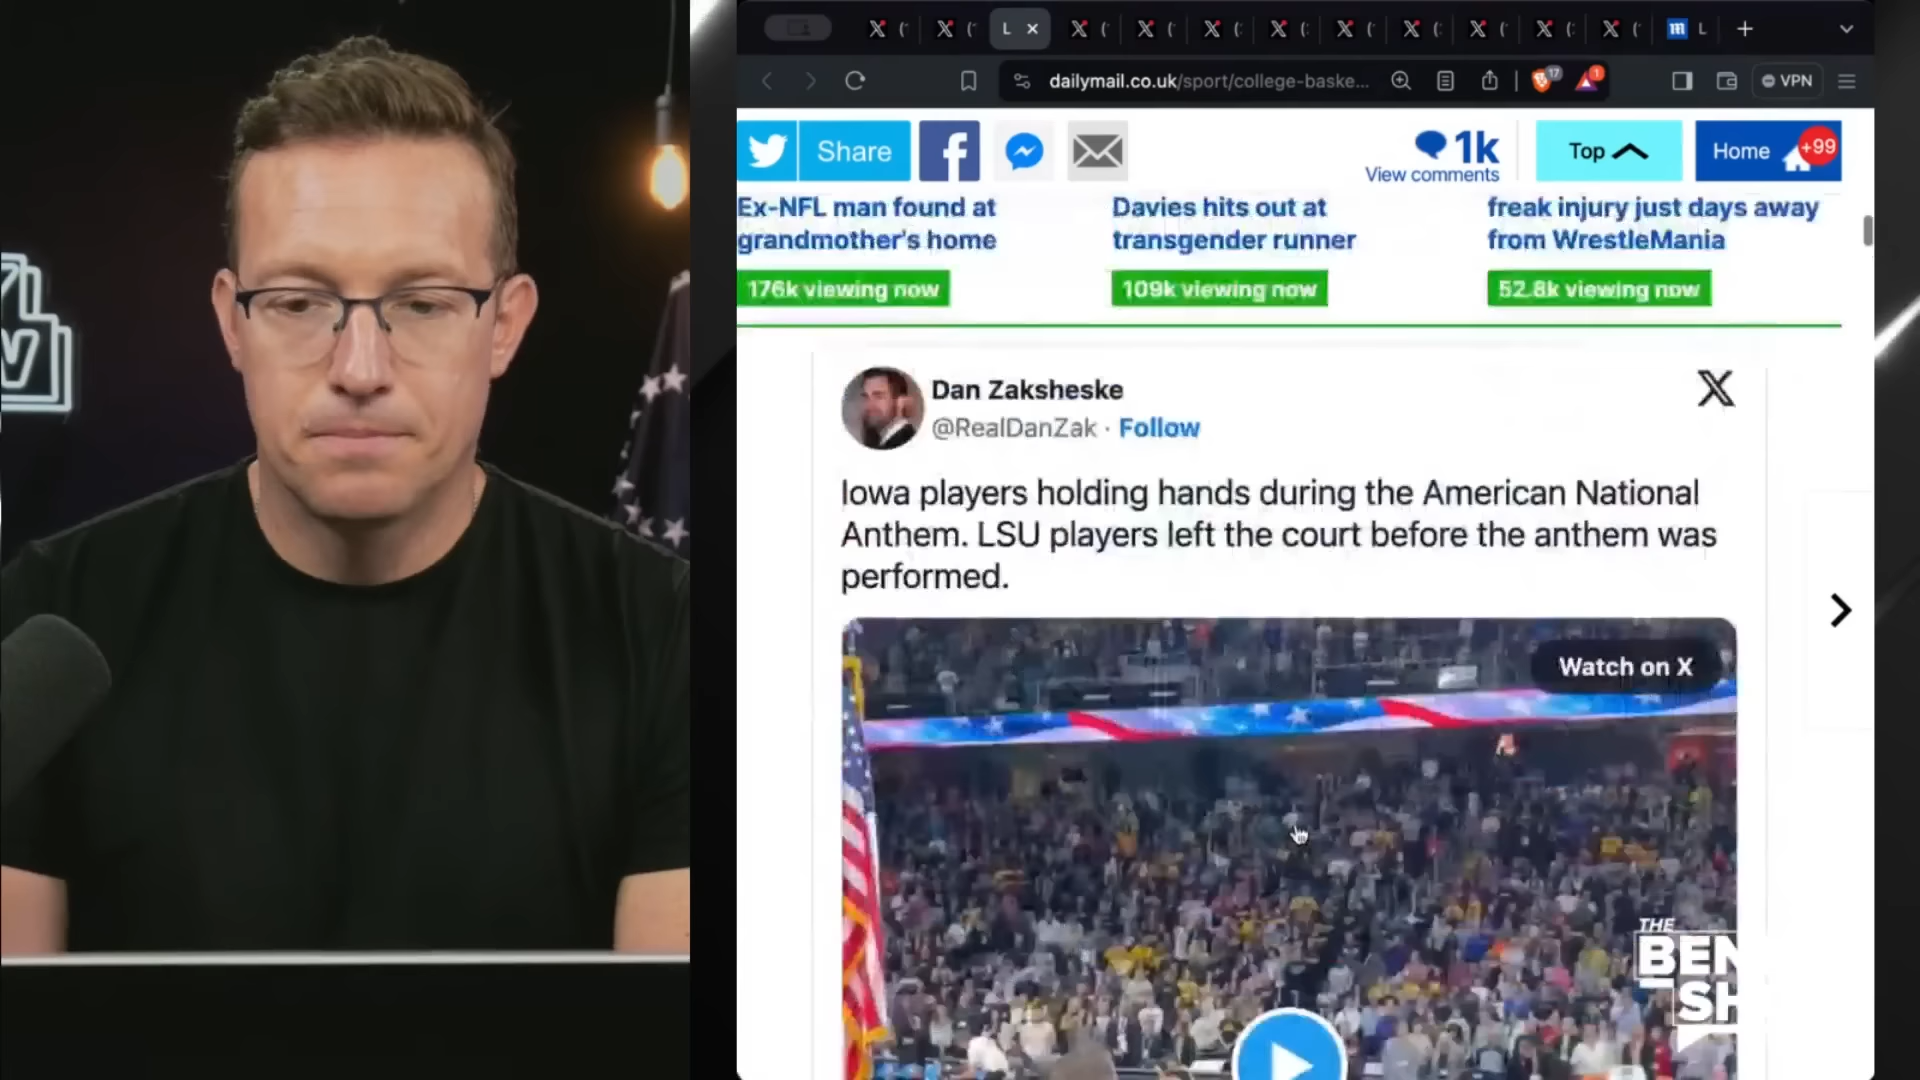 L
L
dailymail.co.uk/sport/college-baske...
17
1
VPN
Share
1k
View comments
Top
Home
+99
Ex-NFL man found at
grandmother's home
176k viewing now
Davies hits out at
transgender runner
109k viewing now
freak injury just days away
from WrestleMania
52.8k viewing now
Dan Zaksheske
@RealDanZak · Follow
Iowa players holding hands during the American National
Anthem. LSU players left the court before the anthem was
performed.
Watch on X
THE
BEN
SH